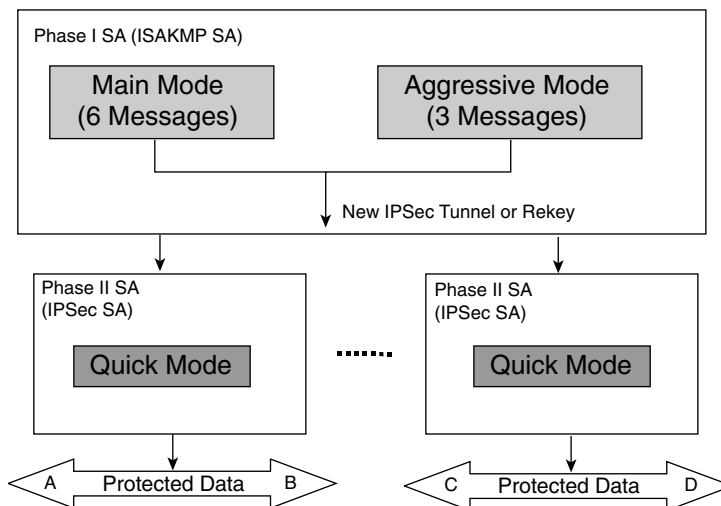 Phase I SA (ISAKMP SA)
Main Mode
(6 Messages)
Aggressive Mode
(3 Messages)
New IPSec Tunnel or Rekey
Phase II SA
(IPSec SA)
Quick Mode
Phase II SA
(IPSec SA)
Quick Mode
A Protected Data B
C Protected Data D